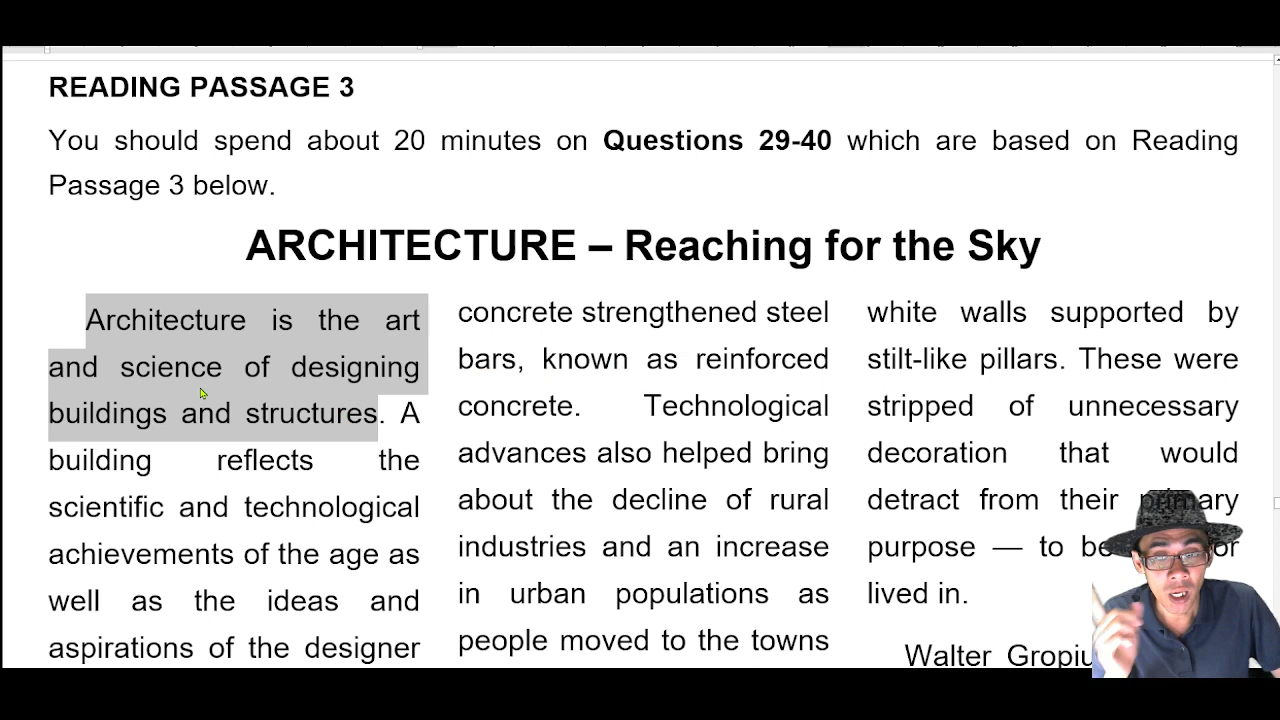 READING PASSAGE 3
You should spend about 20 minutes on Questions 29-40 which are based on Reading
Passage 3 below.
ARCHITECTURE – Reaching for the Sky
Architecture is the art
and science of designing
buildings and structures. A
building reflects the
scientific and technological
achievements of the age as
well as the ideas and
aspirations of the designer
concrete strengthened steel
bars, known as reinforced
concrete. Technological
advances also helped bring
about the decline of rural
industries and an increase
in urban populations as
people moved to the towns
white walls supported by
stilt-like pillars. These were
stripped of unnecessary
decoration that would
detract from their primary
purpose — to be
lived in.
Walter